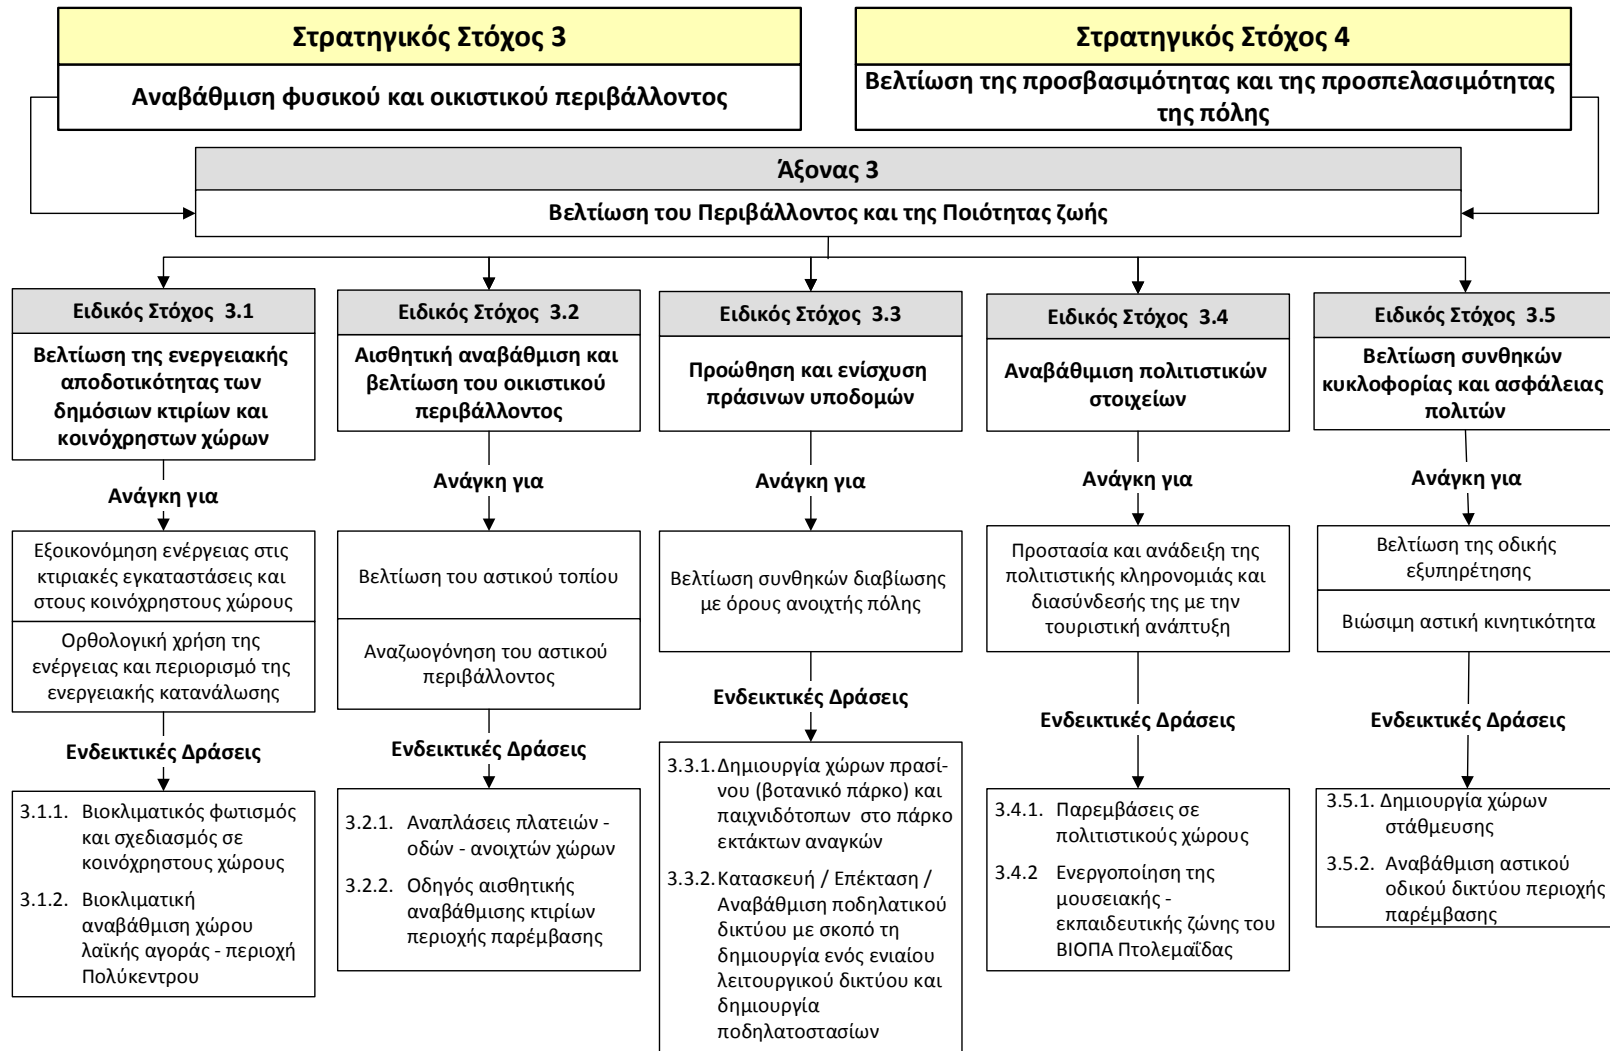 Στρατηγικός Στόχος 3
Αναβάθμιση φυσικού και οικιστικού περιβάλλοντος
Στρατηγικός Στόχος 4
Βελτίωση της προσβασιμότητας και της προσπελασιμότητας
της πόλης
Άξονας 3
Βελτίωση του Περιβάλλοντος και της Ποιότητας ζωής
Ειδικός Στόχος 3.1
Βελτίωση της ενεργειακής
αποδοτικότητας των
δημόσιων κτιρίων και
κοινόχρηστων χώρων
Ανάγκη για
Εξοικονόμηση ενέργειας στις
κτιριακές εγκαταστάσεις και
στους κοινόχρηστους χώρους
Ορθολογική χρήση της
ενέργειας και περιορισμό της
ενεργειακής κατανάλωσης
Ενδεικτικές Δράσεις
3.1.1. Βιοκλιματικός φωτισμός
και σχεδιασμός σε
κοινόχρηστους χώρους
3.1.2. Βιοκλιματική
αναβάθμιση χώρου
λαϊκής αγοράς - περιοχή
Πολύκεντρου
Ειδικός Στόχος 3.2
Αισθητική αναβάθμιση και
βελτίωση του οικιστικού
περιβάλλοντος
Ανάγκη για
Βελτίωση του αστικού τοπίου
Αναζωογόνηση του αστικού
περιβάλλοντος
Ενδεικτικές Δράσεις
3.2.1. Αναπλάσεις πλατειών -
οδών - ανοιχτών χώρων
3.2.2. Οδηγός αισθητικής
αναβάθμισης κτιρίων
περιοχής παρέμβασης
Ειδικός Στόχος 3.3
Προώθηση και ενίσχυση
πράσινων υποδομών
Ανάγκη για
Βελτίωση συνθηκών διαβίωσης
με όρους ανοιχτής πόλης
Ενδεικτικές Δράσεις
3.3.1. Δημιουργία χώρων πρασί-
νου (βοτανικό πάρκο) και
παιχνιδότοπων στο πάρκο
εκτάκτων αναγκών
3.3.2. Κατασκευή / Επέκταση /
Αναβάθμιση ποδηλατικού
δικτύου με σκοπό τη
δημιουργία ενός ενιαίου
λειτουργικού δικτύου και
δημιουργία
ποδηλατοστασίων
Ειδικός Στόχος 3.4
Αναβάθιμιση πολιτιστικών
στοιχείων
Ανάγκη για
Προστασία και ανάδειξη της
πολιτιστικής κληρονομιάς και
διασύνδεσής της με την
τουριστική ανάπτυξη
Ενδεικτικές Δράσεις
3.4.1. Παρεμβάσεις σε
πολιτιστικούς χώρους
3.4.2 Ενεργοποίηση της
μουσειακής -
εκπαιδευτικής ζώνης του
ΒΙΟΠΑ Πτολεμαΐδας
Ειδικός Στόχος 3.5
Βελτίωση συνθηκών
κυκλοφορίας και ασφάλειας
πολιτών
Ανάγκη για
Βελτίωση της οδικής
εξυπηρέτησης
Βιώσιμη αστική κινητικότητα
Ενδεικτικές Δράσεις
3.5.1. Δημιουργία χώρων
στάθμευσης
3.5.2. Αναβάθμιση αστικού
οδικού δικτύου περιοχής
παρέμβασης